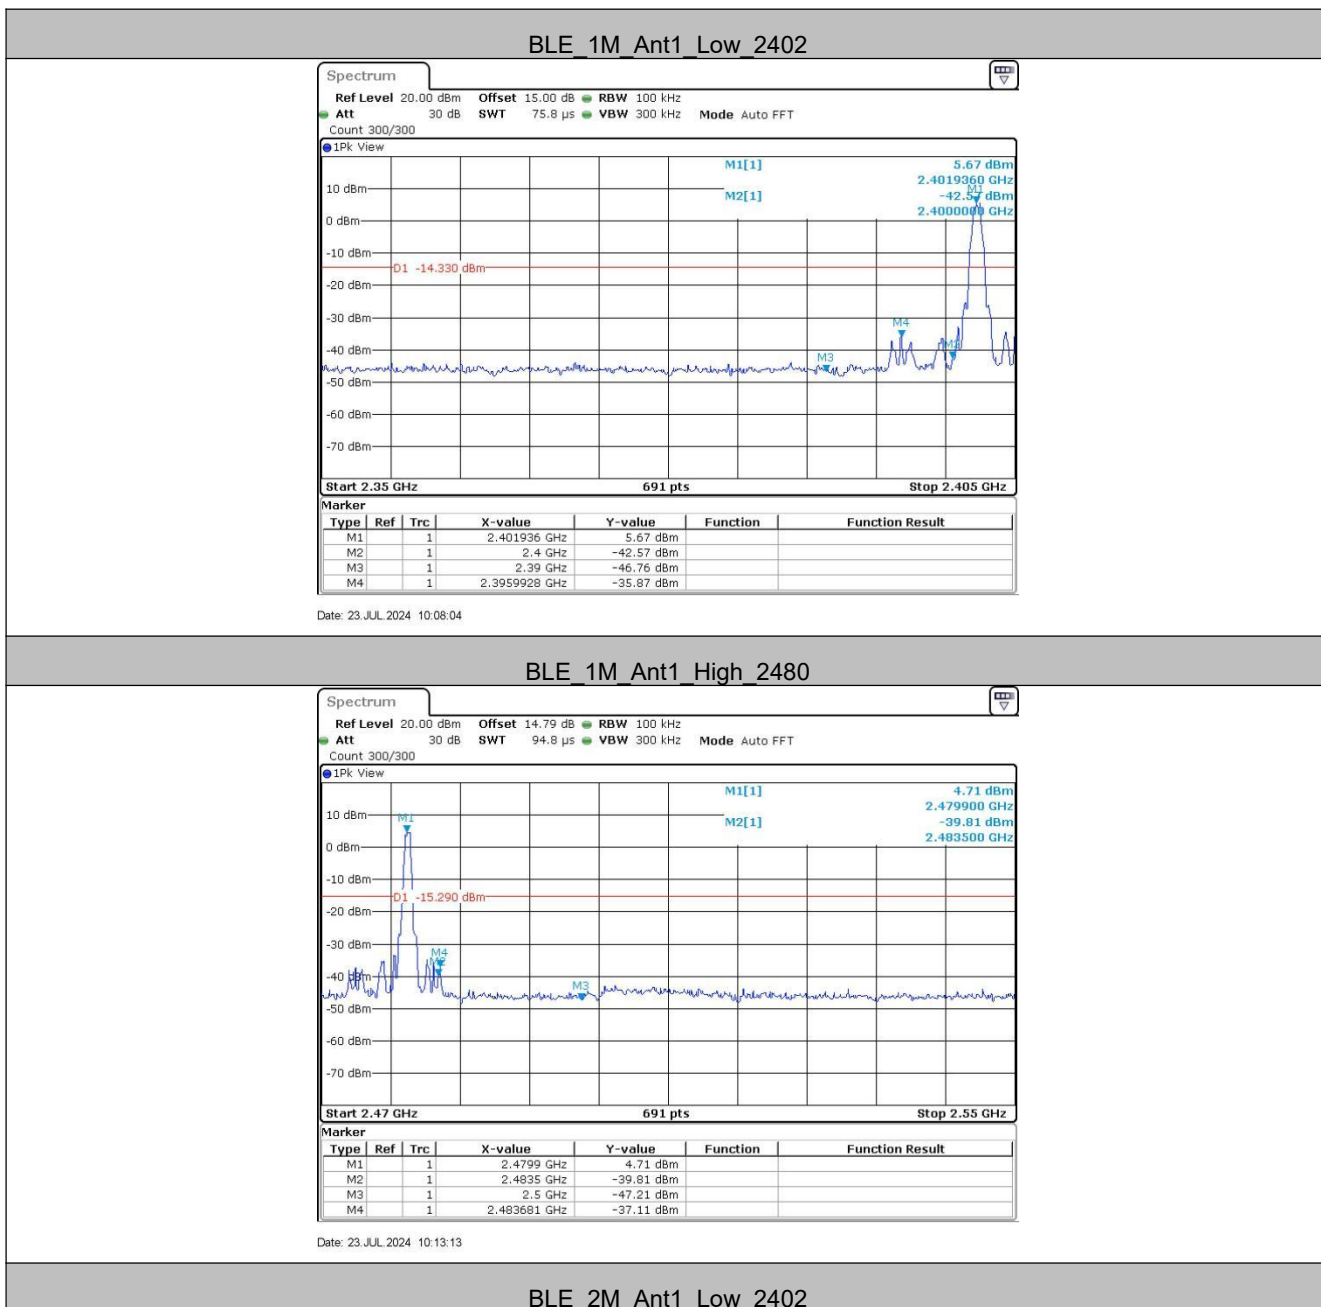 BLE_1M_Ant1_Low_2402
Spectrum
Ref Level 20.00 dBm Offset 15.00 dB RBW 100 kHz
Att 30 dB SWT 75.8 µs VBW 300 kHz Mode Auto FFT
Count 300/300
1Pk View
M1[1] 5.67 dBm
2.4019360 GHz
M2[1] -42.57 dBm
2.4000000 GHz
M1
10 dBm
0 dBm
-10 dBm
D1 -14.330 dBm
-20 dBm
-30 dBm
M4
-40 dBm
M2
M3
-50 dBm
-60 dBm
-70 dBm
Start 2.35 GHz 691 pts Stop 2.405 GHz
Marker
Type Ref Trc X-value Y-value Function Function Result
M1 1 2.401936 GHz 5.67 dBm
M2 1 2.4 GHz -42.57 dBm
M3 1 2.39 GHz -46.76 dBm
M4 1 2.3959928 GHz -35.87 dBm
Date: 23.JUL.2024 10:08:04
BLE_1M_Ant1_High_2480
Spectrum
Ref Level 20.00 dBm Offset 14.79 dB RBW 100 kHz
Att 30 dB SWT 94.8 µs VBW 300 kHz Mode Auto FFT
Count 300/300
1Pk View
M1[1] 4.71 dBm
2.479900 GHz
M2[1] -39.81 dBm
2.483500 GHz
10 dBm
M1
0 dBm
-10 dBm
D1 -15.290 dBm
-20 dBm
-30 dBm
M4
M2
-40 dBm
M3
-50 dBm
-60 dBm
-70 dBm
Start 2.47 GHz 691 pts Stop 2.55 GHz
Marker
Type Ref Trc X-value Y-value Function Function Result
M1 1 2.4799 GHz 4.71 dBm
M2 1 2.4835 GHz -39.81 dBm
M3 1 2.5 GHz -47.21 dBm
M4 1 2.483681 GHz -37.11 dBm
Date: 23.JUL.2024 10:13:13
BLE_2M_Ant1_Low_2402